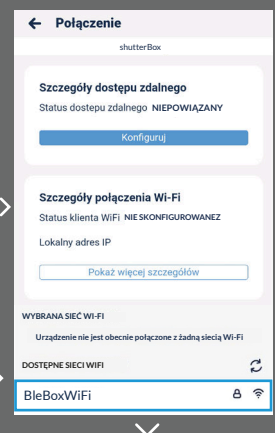 Połączenie
shutterBox
Szczegóły dostępu zdalnego
Status dostępu zdalnego NIEPOWIĄZANY
Konfiguruj
Szczegóły połączenia Wi-Fi
Status klienta WiFi NIE SKONFIGUROWANEZ
Lokalny adres IP
Pokaż więcej szczegółów
WYBRANA SIEĆ WI-FI
Urządzenie nie jest obecnie połączone z żadną siecią Wi-Fi
DOSTĘPNE SIECI WIFI
BleBoxWiFi